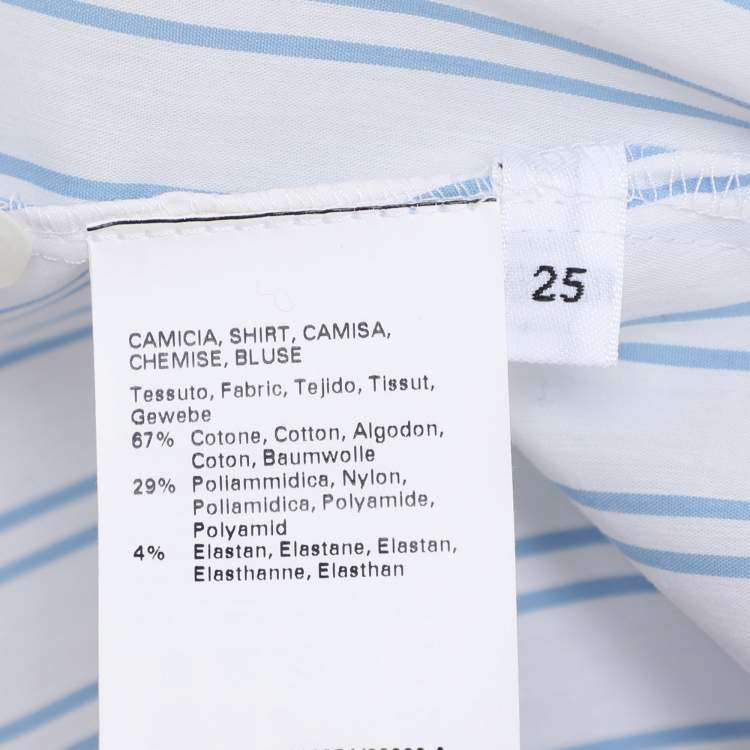 25
CAMICIA, SHIRT, CAMISA,
CHEMISE, BLUSE
Tessuto, Fabric, Tejido, Tissut,
Gewebe
67% Cotone, Cotton, Algodon,
Coton, Baumwolle
29% Poliammidica, Nylon,
Poliamidica, Polyamide,
Polyamid
4% Elastan, Elastane, Elastan,
Elasthanne, Elasthan